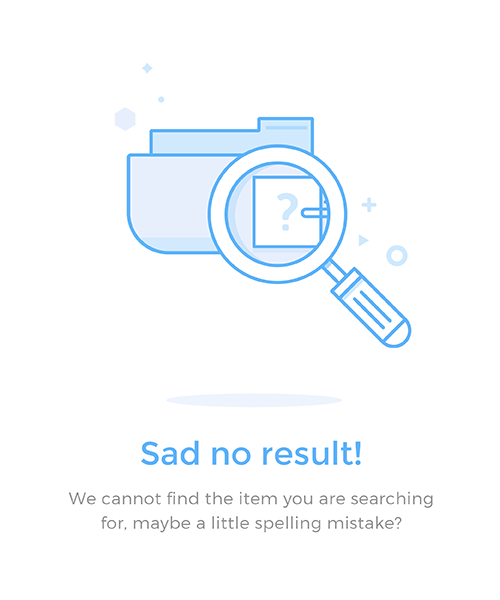 ?
Sad no result!
We cannot find the item you are searching
for, maybe a little spelling mistake?